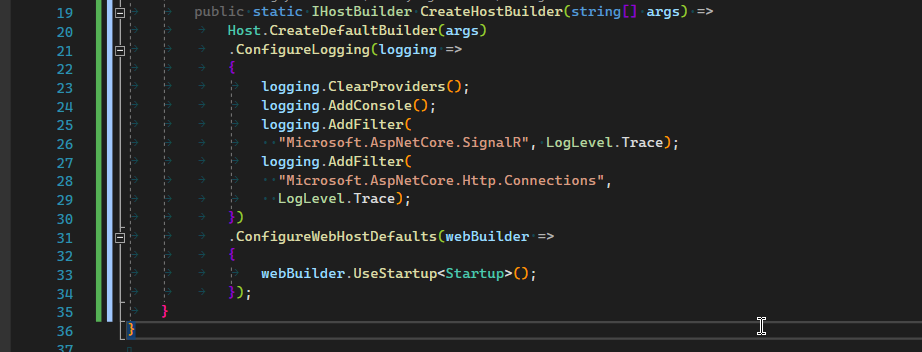 19 public static IHostBuilder CreateHostBuilder(string[] args) =>
20 Host.CreateDefaultBuilder(args)
21 .ConfigureLogging(logging =>
22 {
23 logging.ClearProviders();
24 logging.AddConsole();
25 logging.AddFilter(
26 "Microsoft.AspNetCore.SignalR", LogLevel.Trace);
27 logging.AddFilter(
28 "Microsoft.AspNetCore.Http.Connections",
29 LogLevel.Trace);
30 })
31 .ConfigureWebHostDefaults(webBuilder =>
32 {
33 webBuilder.UseStartup<Startup>();
34 });
35 }
36 }
37